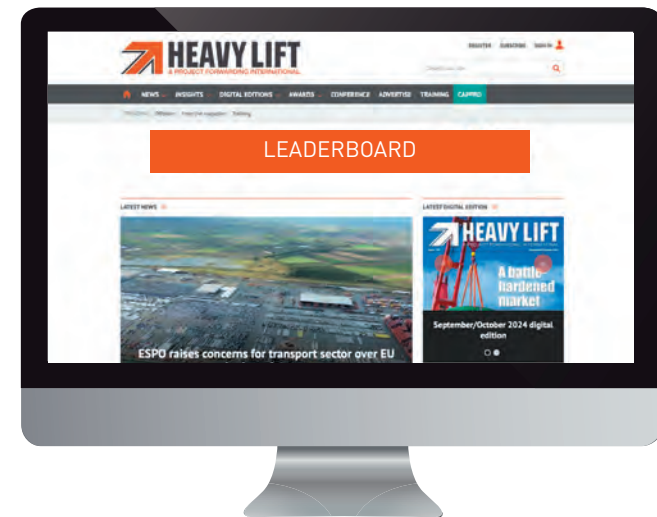 HEAVY LIFT
& PROJECT FORWARDING INTERNATIONAL
REGISTER SUBSCRIBE SIGN IN
NEWS INSIGHTS DIGITAL EDITIONS AWARDS CONFERENCE ADVERTISE TRAINING CAPPRO
LEADERBOARD
LATEST NEWS
LATEST DIGITAL EDITION
HEAVY LIFT
A battle-
hardened
market
September/October 2024 digital
edition
ESPO raises concerns for transport sector over EU